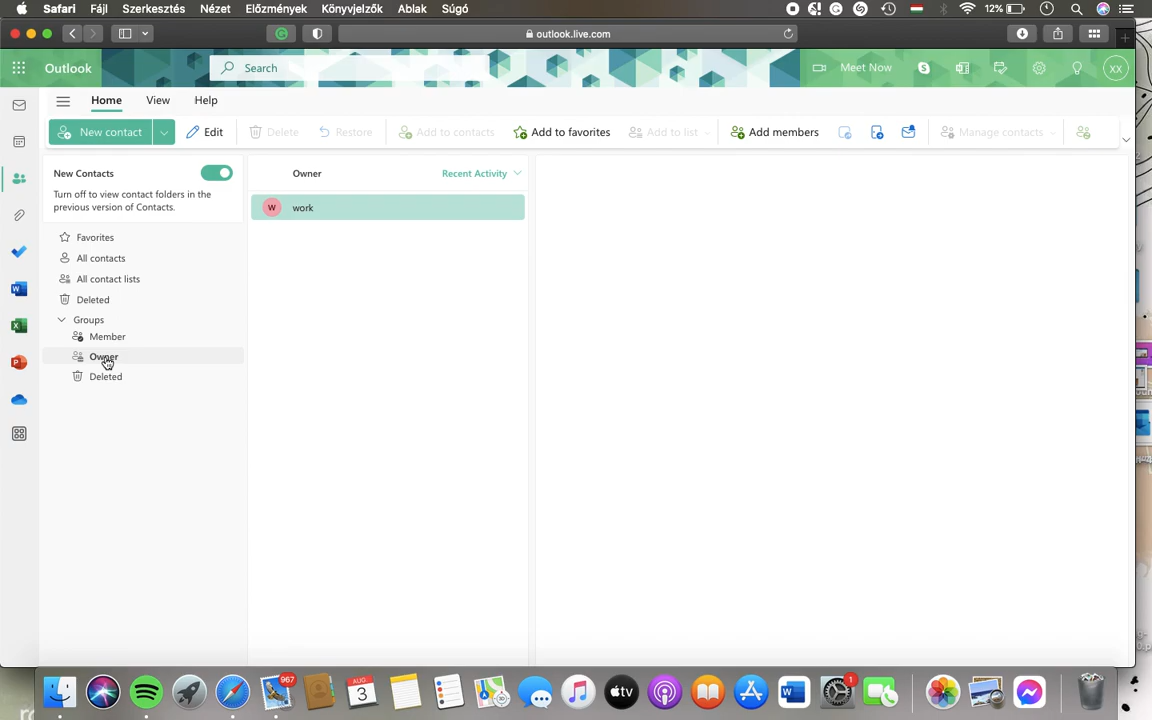 Safari Fájl Szerkesztés Nézet Előzmények Könyvjelzők Ablak Súgó 12%
outlook.live.com
Outlook Search Meet Now XX
Home View Help
New contact Edit Delete Restore Add to contacts Add to favorites Add to list Add members Manage contacts
New Contacts
Turn off to view contact folders in the
previous version of Contacts.
Favorites
All contacts
All contact lists
Deleted
Groups
Member
Owner
Deleted
Owner Recent Activity
W work
967
AUG.
3
tv
1